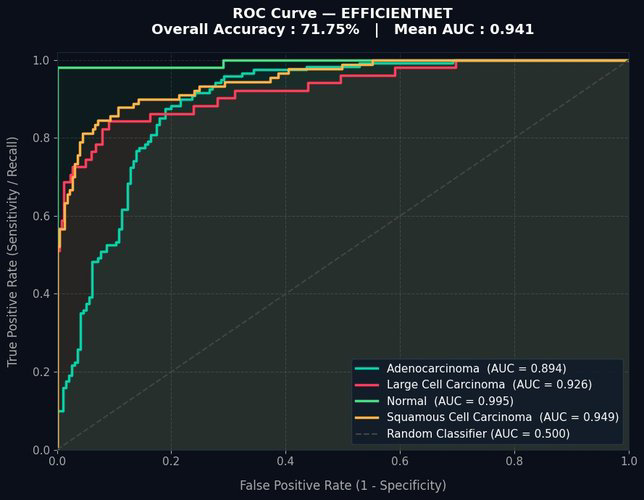 ROC Curve — EFFICIENTNET
Overall Accuracy : 71.75%   |   Mean AUC : 0.941
True Positive Rate (Sensitivity / Recall)
1.0
0.8
0.6
0.4
0.2
0.0
Adenocarcinoma (AUC = 0.894)
Large Cell Carcinoma (AUC = 0.926)
Normal (AUC = 0.995)
Squamous Cell Carcinoma (AUC = 0.949)
Random Classifier (AUC = 0.500)
0.0 0.2 0.4 0.6 0.8 1.0
False Positive Rate (1 - Specificity)